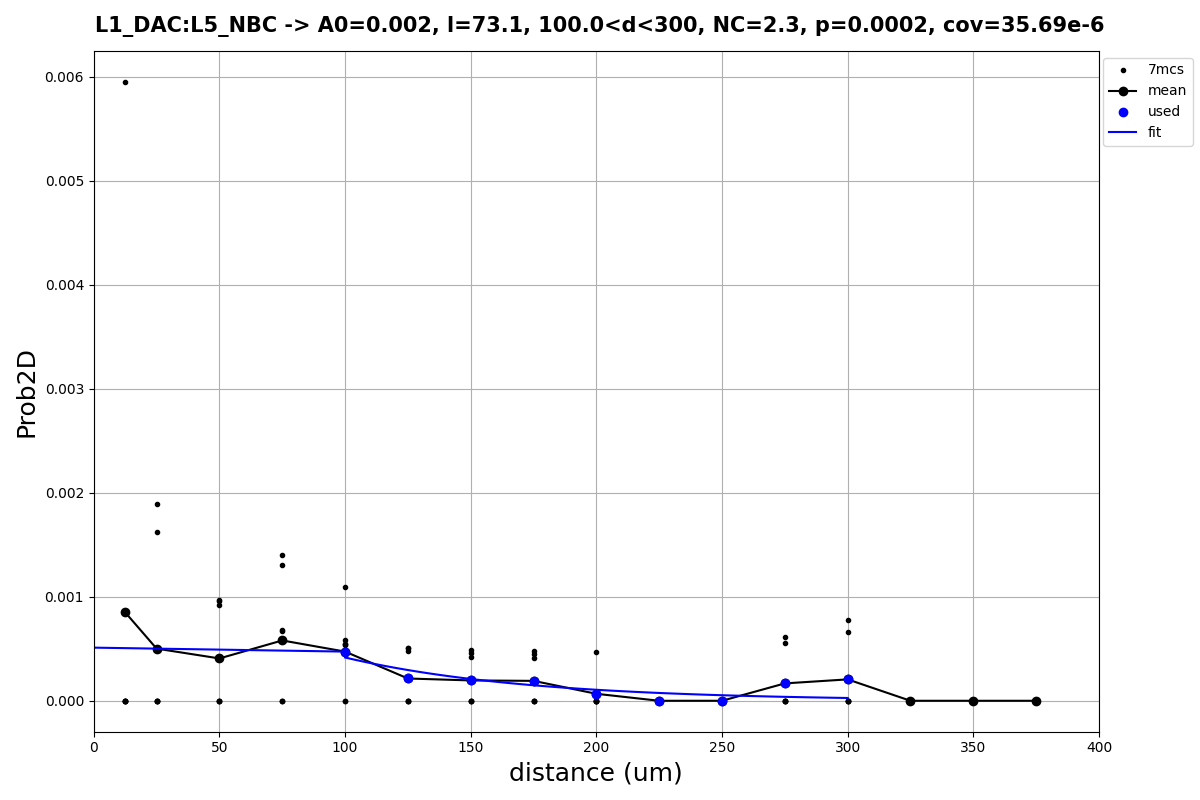 L1_DAC:L5_NBC -> A0=0.002, l=73.1, 100.0<d<300, NC=2.3, p=0.0002, cov=35.69e-6
7mcs
mean
used
fit
Prob2D
0.006
0.005
0.004
0.003
0.002
0.001
0.000
0 50 100 150 200 250 300 350 400
distance (um)